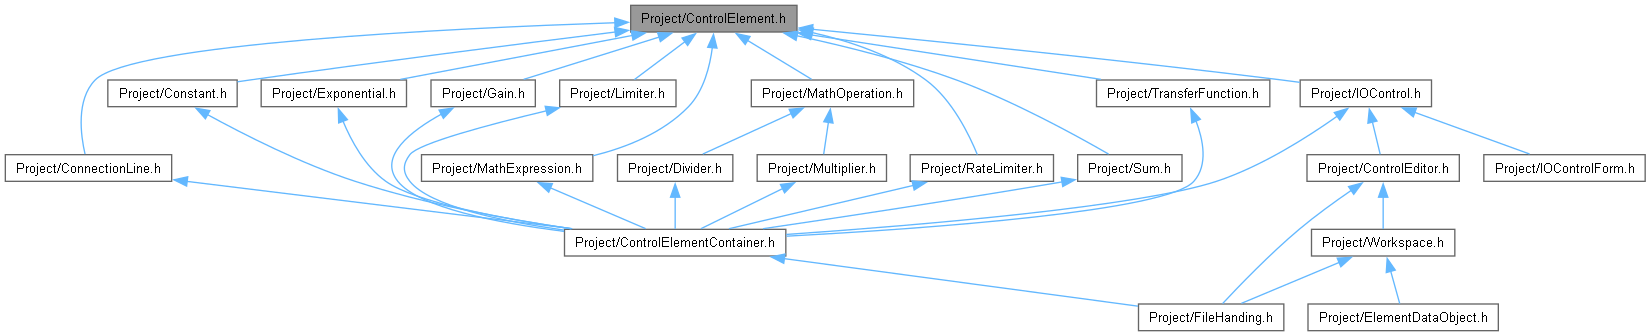 Project/ControlElement.h
Project/Constant.h
Project/Exponential.h
Project/Gain.h
Project/Limiter.h
Project/MathOperation.h
Project/TransferFunction.h
Project/IOControl.h
Project/ConnectionLine.h
Project/MathExpression.h
Project/Divider.h
Project/Multiplier.h
Project/RateLimiter.h
Project/Sum.h
Project/ControlEditor.h
Project/IOControlForm.h
Project/ControlElementContainer.h
Project/Workspace.h
Project/FileHanding.h
Project/ElementDataObject.h